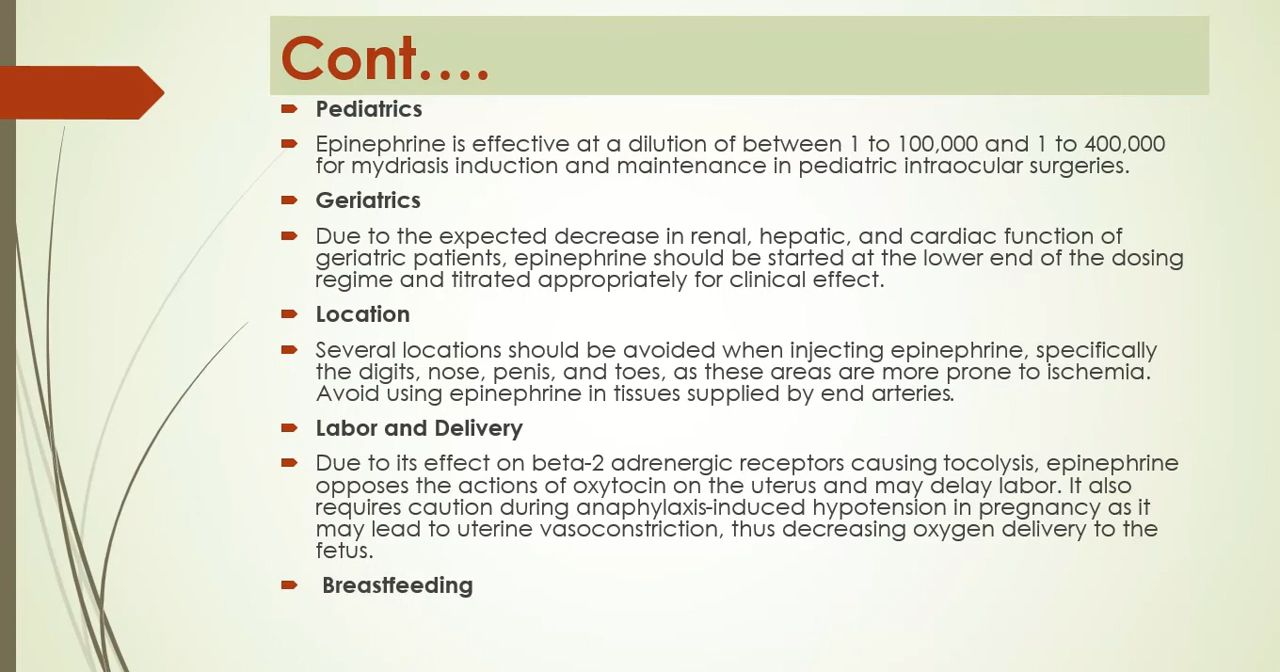 Cont....
Pediatrics
Epinephrine is effective at a dilution of between 1 to 100,000 and 1 to 400,000
for mydriasis induction and maintenance in pediatric intraocular surgeries.
Geriatrics
Due to the expected decrease in renal, hepatic, and cardiac function of
geriatric patients, epinephrine should be started at the lower end of the dosing
regime and titrated appropriately for clinical effect.
Location
Several locations should be avoided when injecting epinephrine, specifically
the digits, nose, penis, and toes, as these areas are more prone to ischemia.
Avoid using epinephrine in tissues supplied by end arteries.
Labor and Delivery
Due to its effect on beta-2 adrenergic receptors causing tocolysis, epinephrine
opposes the actions of oxytocin on the uterus and may delay labor. It also
requires caution during anaphylaxis-induced hypotension in pregnancy as it
may lead to uterine vasoconstriction, thus decreasing oxygen delivery to the
fetus.
Breastfeeding